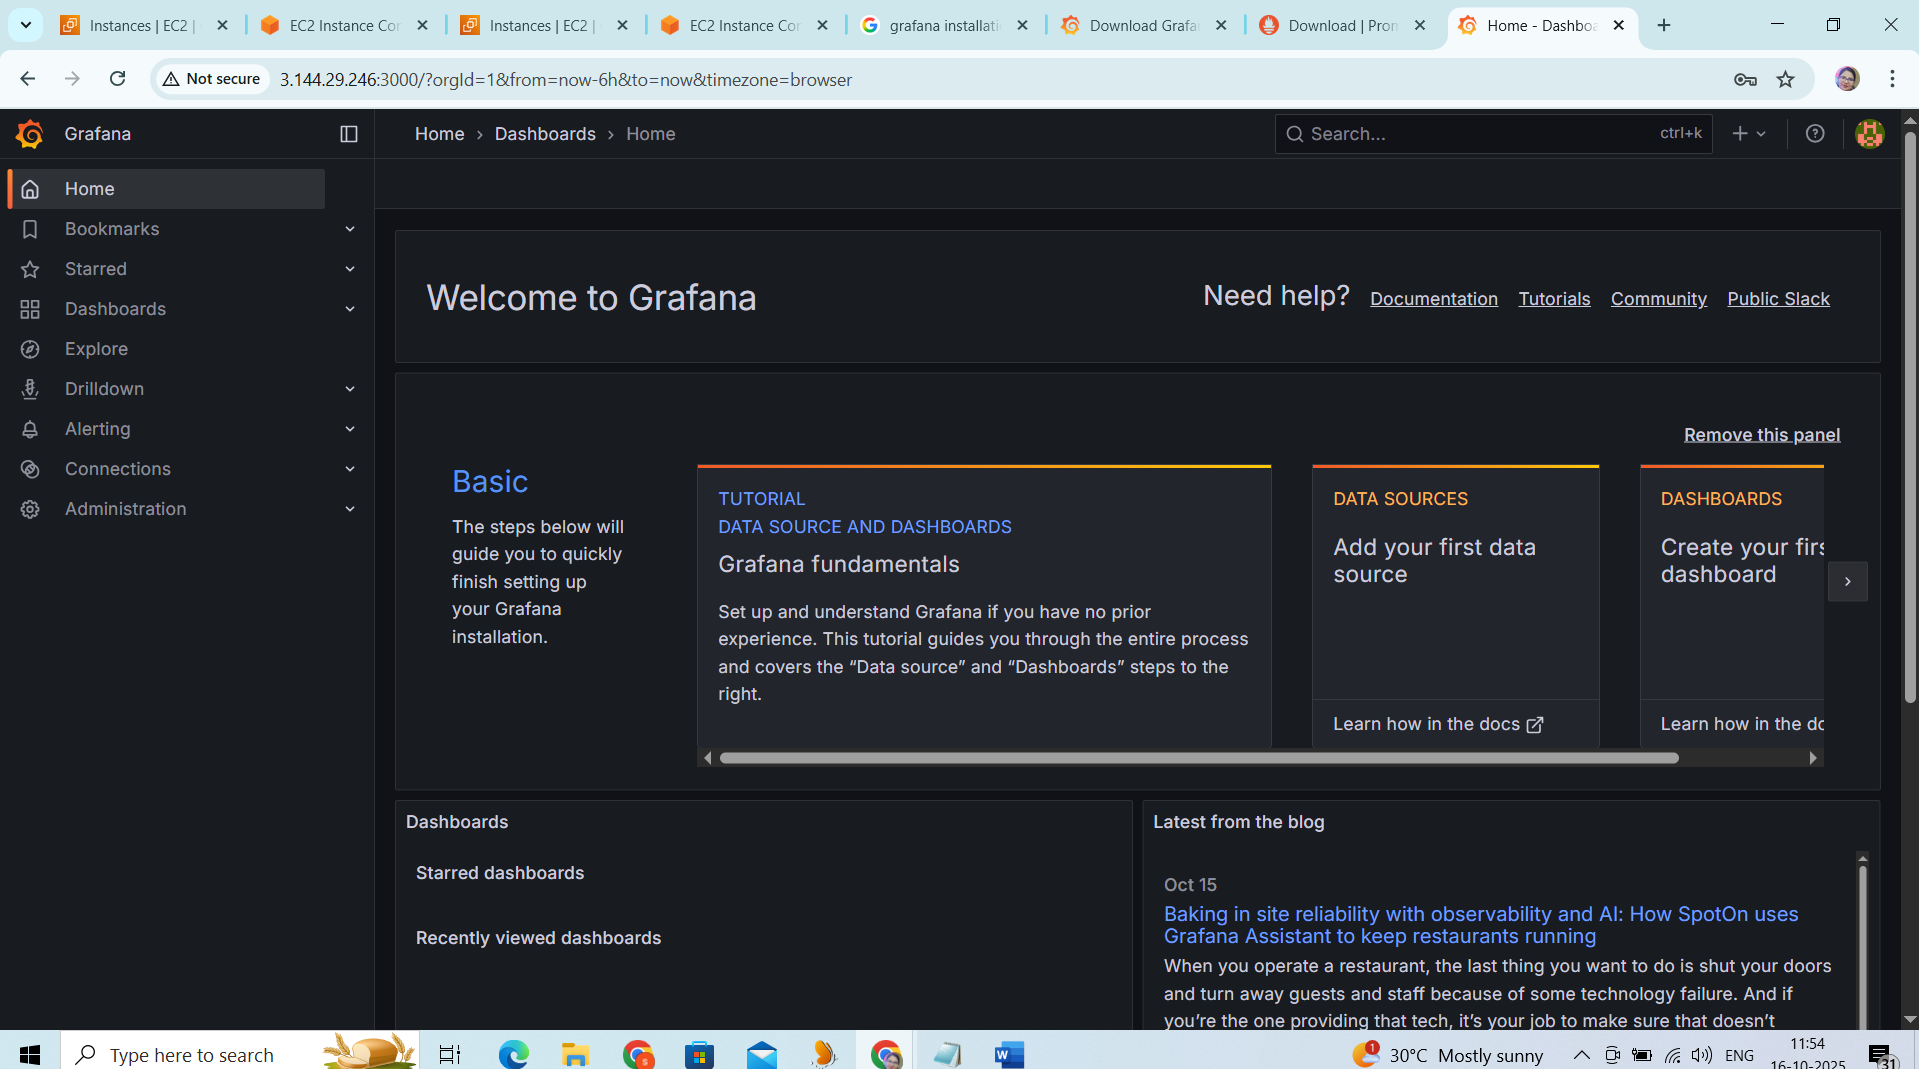 Instances | EC2 |
EC2 Instance Cor
Instances | EC2 |
EC2 Instance Cor
grafana installati
Download Grafan
Download | Prom
Home - Dashboa
Not secure
3.144.29.246:3000/?orgId=1&from=now-6h&to=now&timezone=browser
Grafana
Home › Dashboards › Home
Search...
ctrl+k
Home
Bookmarks
Starred
Dashboards
Explore
Drilldown
Alerting
Connections
Administration
Welcome to Grafana
Need help?
Documentation
Tutorials
Community
Public Slack
Remove this panel
Basic
The steps below will
guide you to quickly
finish setting up
your Grafana
installation.
TUTORIAL
DATA SOURCE AND DASHBOARDS
Grafana fundamentals
Set up and understand Grafana if you have no prior
experience. This tutorial guides you through the entire process
and covers the “Data source” and “Dashboards” steps to the
right.
DATA SOURCES
Add your first data
source
Learn how in the docs
DASHBOARDS
Create your firs
dashboard
Learn how in the do
Dashboards
Starred dashboards
Recently viewed dashboards
Latest from the blog
Oct 15
Baking in site reliability with observability and AI: How SpotOn uses
Grafana Assistant to keep restaurants running
When you operate a restaurant, the last thing you want to do is shut your doors
and turn away guests and staff because of some technology failure. And if
you’re the one providing that tech, it’s your job to make sure that doesn’t
Type here to search
S
W
1
30°C Mostly sunny
ENG
11:54
16-10-2025
31